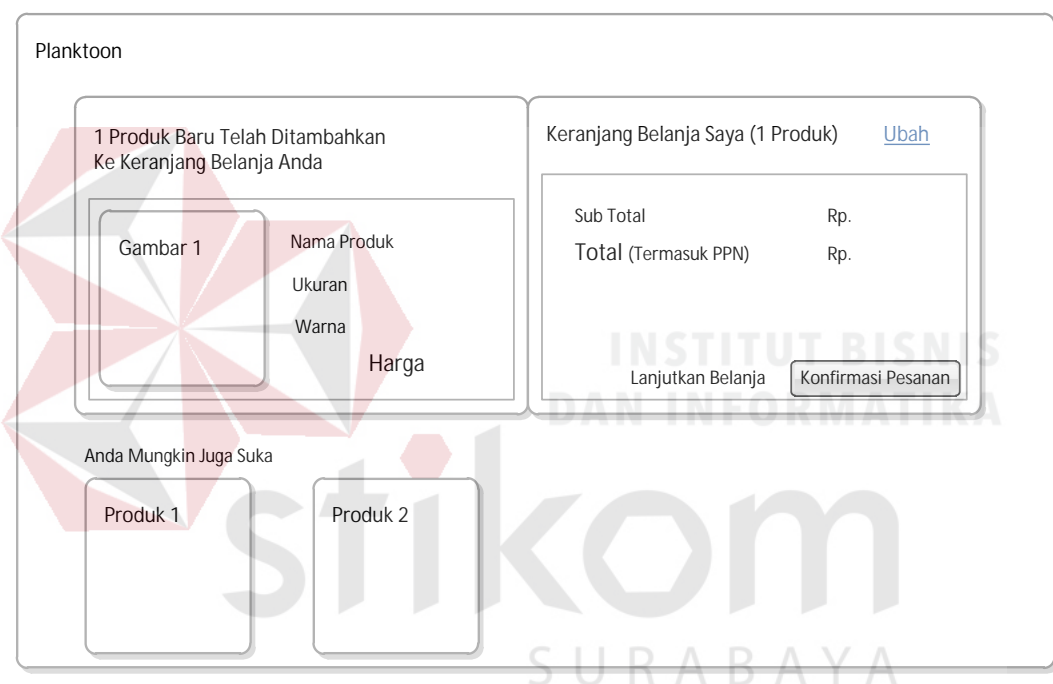 Planktoon
1 Produk Baru Telah Ditambahkan
Ke Keranjang Belanja Anda
Gambar 1
Nama Produk
Ukuran
Warna
Harga
Keranjang Belanja Saya (1 Produk) Ubah
Sub Total Rp.
Total (Termasuk PPN) Rp.
Lanjutkan Belanja Konfirmasi Pesanan
INSTITUT BISNIS
DAN INFORMATIKA
Anda Mungkin Juga Suka
Produk 1
Produk 2
stikom
SURABAYA